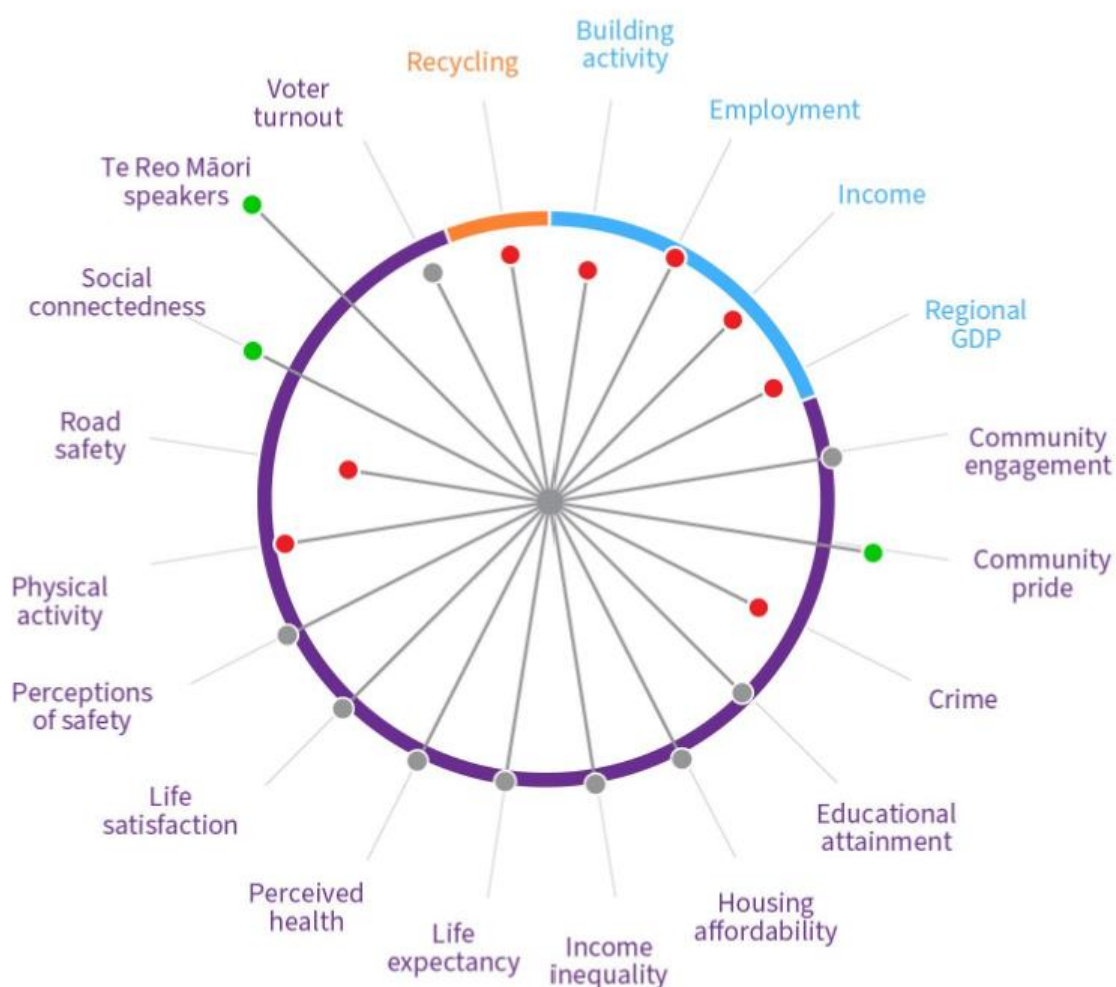 Building
activity
Recycling
Employment
Voter
turnout
Te Reo Māori
speakers
Income
Social
connectedness
Regional
GDP
Road
safety
Community
engagement
Physical
activity
Community
pride
Perceptions
of safety
Crime
Life
satisfaction
Educational
attainment
Perceived
health
Housing
affordability
Life
expectancy
Income
inequality